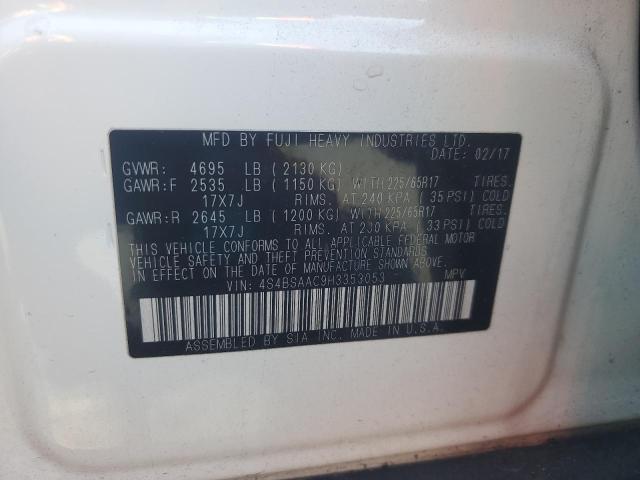 MFD BY FUJI HEAVY INDUSTRIES LTD.
DATE: 02/17
GVWR: 4695 LB ( 2130 KG)
GAWR:F 2535 LB ( 1150 KG) WITH 225/65R17 TIRES.
17X7J RIMS. AT 240 KPA ( 35 PSI) COLD
GAWR:R 2645 LB ( 1200 KG) WITH 225/65R17 TIRES.
17X7J RIMS. AT 230 KPA ( 33 PSI) COLD
THIS VEHICLE CONFORMS TO ALL APPLICABLE FEDERAL MOTOR
VEHICLE SAFETY AND THEFT PREVENTION STANDARDS
IN EFFECT ON THE DATE OF MANUFACTURE SHOWN ABOVE.
VIN: 4S4BSAAC9H3353053 MPV
ASSEMBLED BY SIA INC. MADE IN U.S.A.